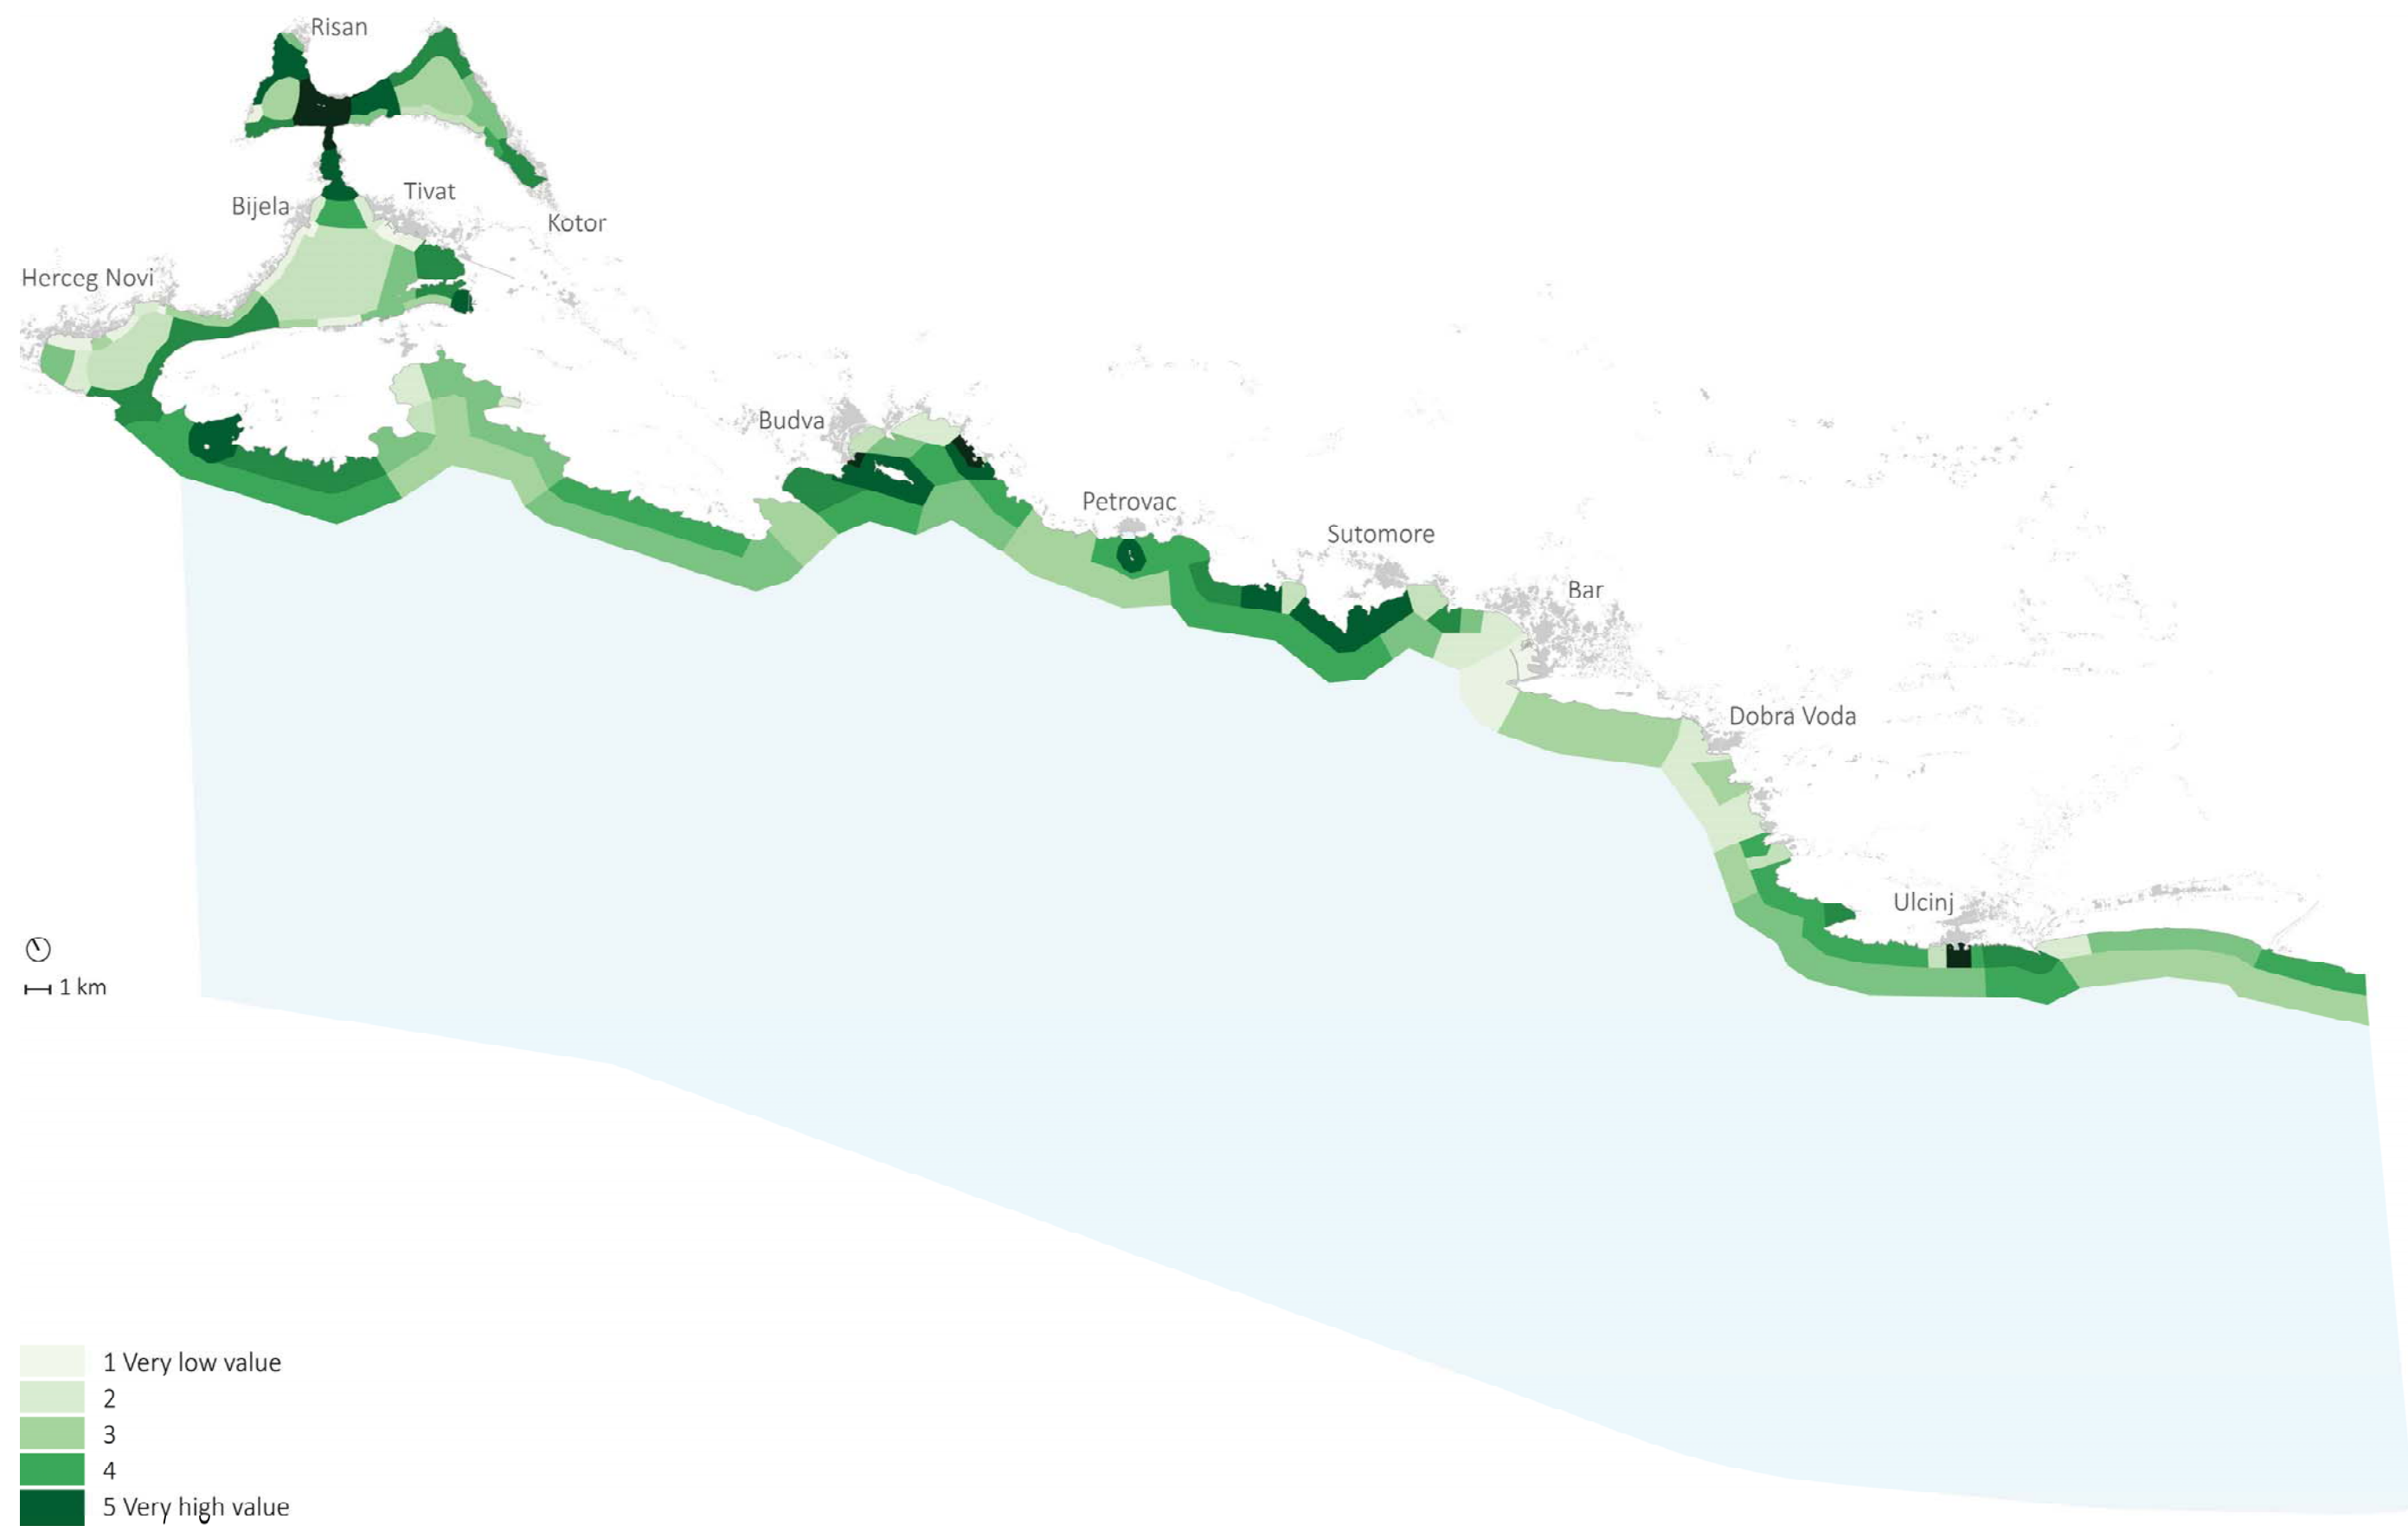 Risan
Tivat
Bijela
Kotor
Herceg Novi
Budva
Petrovac
Sutomore
Bar
Dobra Voda
Ulcinj
1 km
1 Very low value
2
3
4
5 Very high value